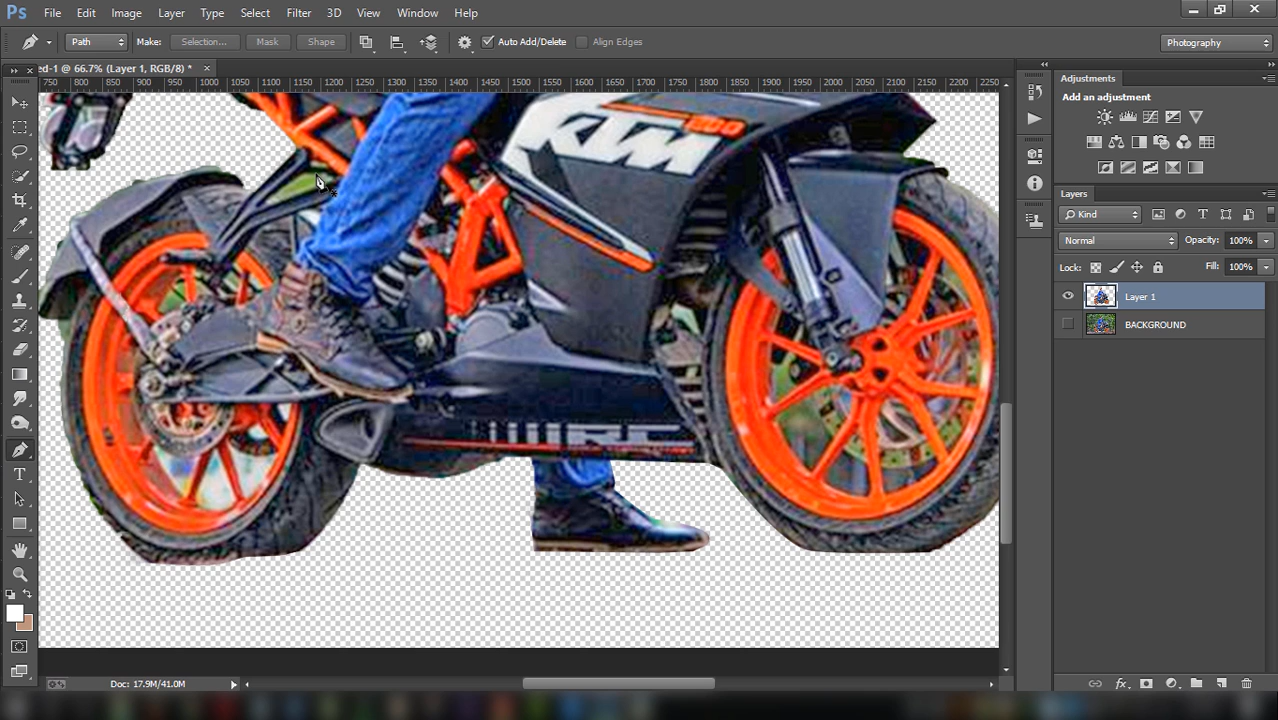 Ps File Edit Image Layer Type Select Filter 3D View Window Help
Path Make: Selection... Mask Shape Auto Add/Delete Align Edges Photography
ed-1 @ 66.7% (Layer 1, RGB/8) * ×
750 800 850 900 950 1000 1050 1100 1150 1200 1250 1300 1350 1400 1450 1500 1550 1600 1650 1700 1750 1800 1850 1900 1950 2000 2050 2100 2150 2200 2250
Adjustments
Add an adjustment
Layers
Kind
Normal Opacity: 100%
Lock: Fill: 100%
Layer 1
BACKGROUND
KTM
RC
Doc: 17.9M/41.0M